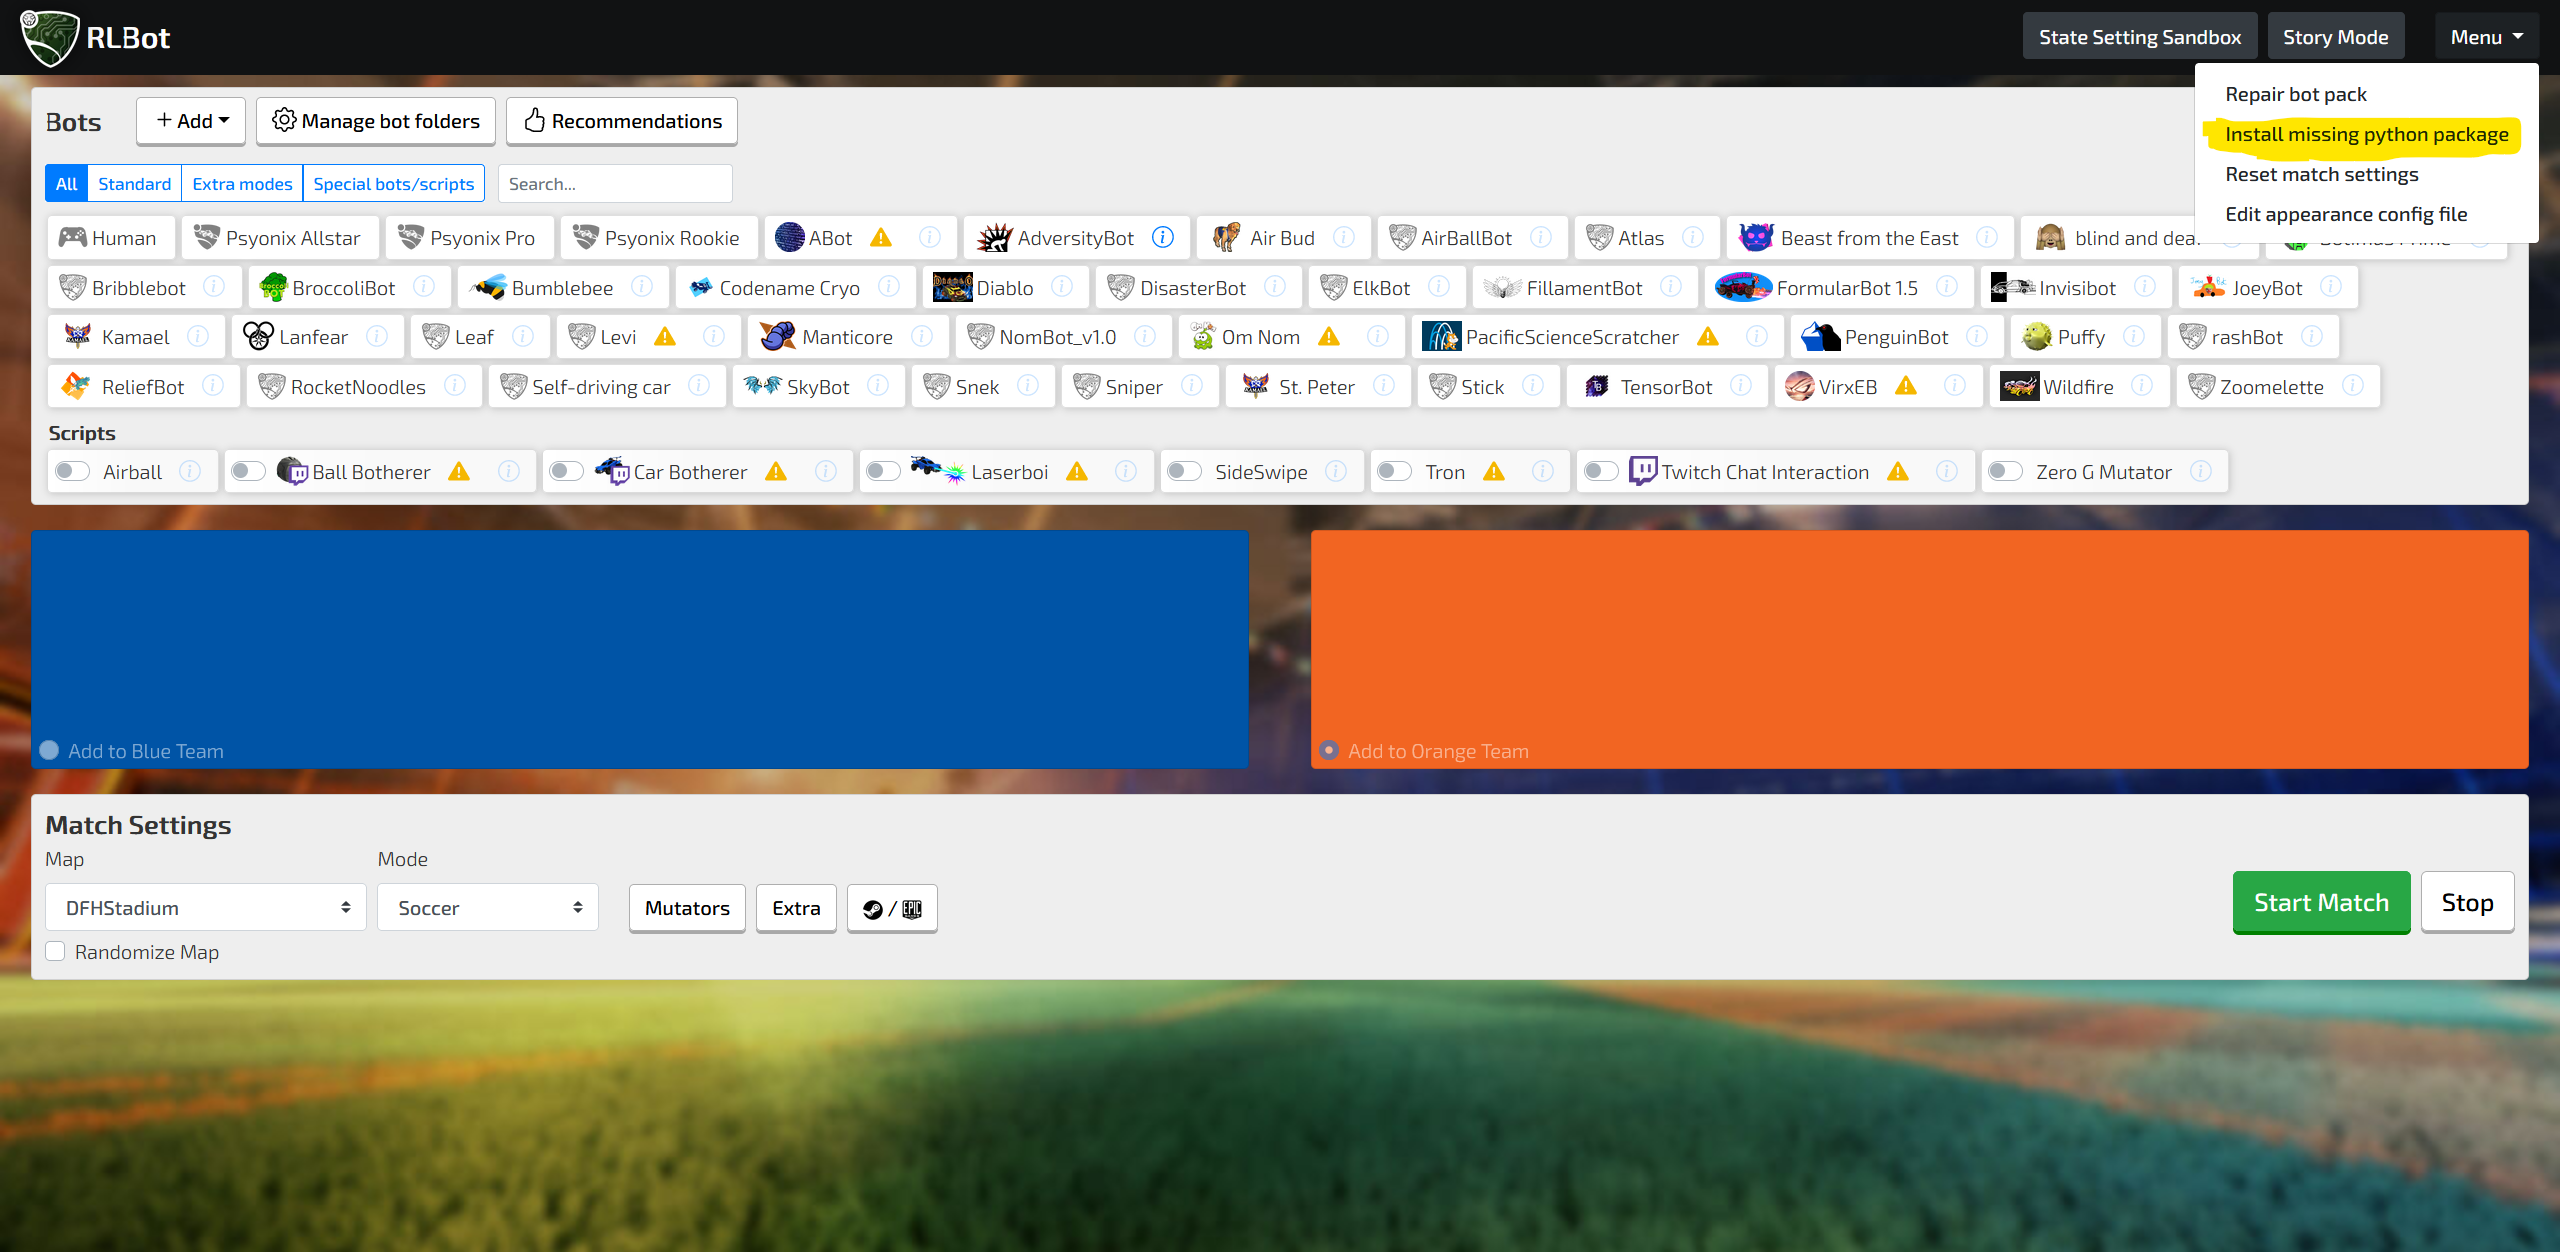 RLBot
State Setting Sandbox
Story Mode
Menu
Repair bot pack
Install missing python package
Reset match settings
Edit appearance config file
Bots
+ Add
Manage bot folders
Recommendations
All
Standard
Extra modes
Special bots/scripts
Search...
Human
Psyonix Allstar
Psyonix Pro
Psyonix Rookie
ABot
AdversityBot
Air Bud
AirBallBot
Atlas
Beast from the East
blind and dea
Bribblebot
BroccoliBot
Bumblebee
Codename Cryo
Diablo
DisasterBot
ElkBot
FillamentBot
FormularBot 1.5
Invisibot
JoeyBot
Kamael
Lanfear
Leaf
Levi
Manticore
NomBot_v1.0
Om Nom
PacificScienceScratcher
PenguinBot
Puffy
rashBot
ReliefBot
RocketNoodles
Self-driving car
SkyBot
Snek
Sniper
St. Peter
Stick
TensorBot
VirxEB
Wildfire
Zoomelette
Scripts
Airball
Ball Botherer
Car Botherer
Laserboi
SideSwipe
Tron
Twitch Chat Interaction
Zero G Mutator
Add to Blue Team
Add to Orange Team
Match Settings
Map
Mode
DFHStadium
Soccer
Mutators
Extra
/ EPIC
Start Match
Stop
Randomize Map